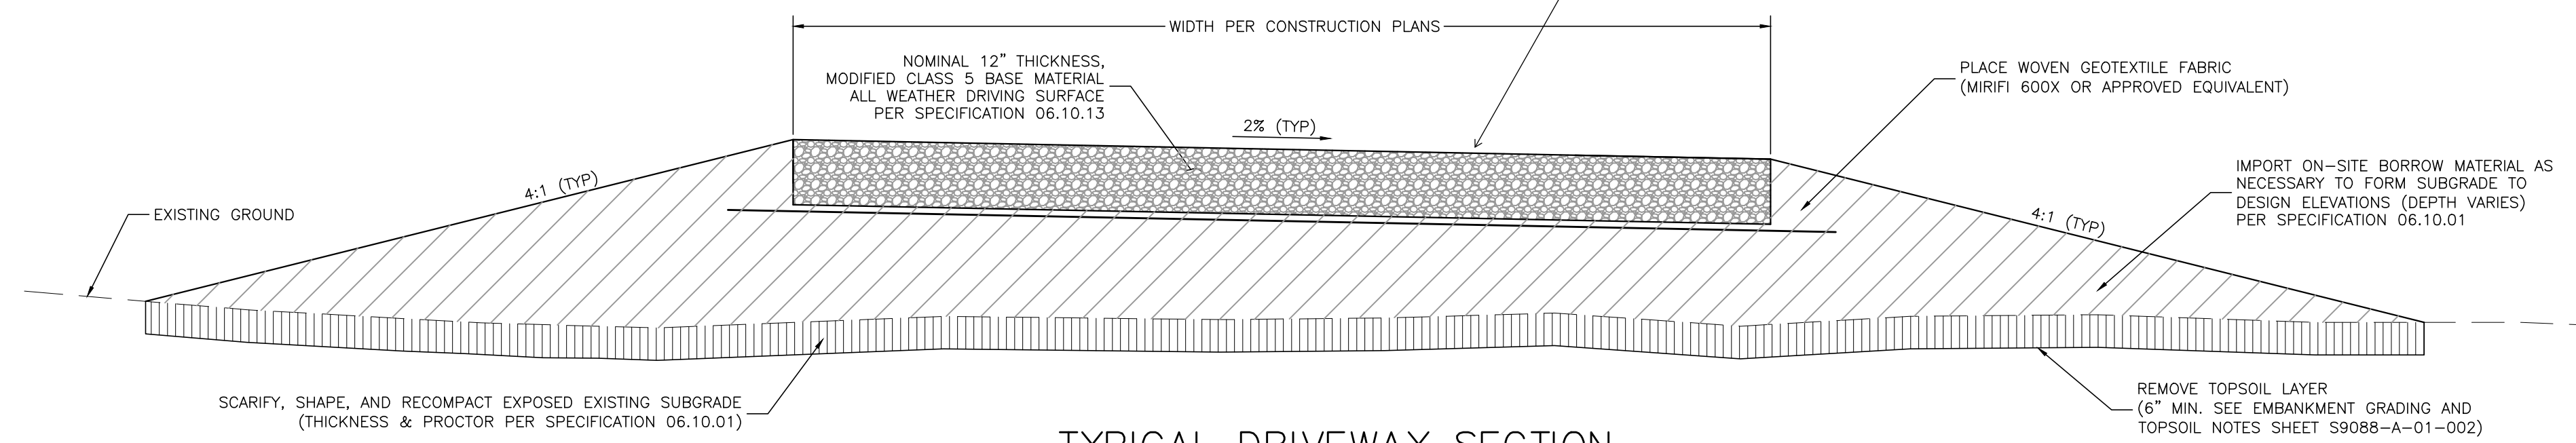 WIDTH PER CONSTRUCTION PLANS
NOMINAL 12" THICKNESS,
MODIFIED CLASS 5 BASE MATERIAL
ALL WEATHER DRIVING SURFACE
PER SPECIFICATION 06.10.13
PLACE WOVEN GEOTEXTILE FABRIC
(MIRIFI 600X OR APPROVED EQUIVALENT)
2% (TYP)
IMPORT ON-SITE BORROW MATERIAL AS
NECESSARY TO FORM SUBGRADE TO
DESIGN ELEVATIONS (DEPTH VARIES)
PER SPECIFICATION 06.10.01
4:1 (TYP)
EXISTING GROUND
4:1 (TYP)
SCARIFY, SHAPE, AND RECOMPACT EXPOSED EXISTING SUBGRADE
(THICKNESS & PROCTOR PER SPECIFICATION 06.10.01)
REMOVE TOPSOIL LAYER
(6" MIN. SEE EMBANKMENT GRADING AND
TOPSOIL NOTES SHEET S9088-A-01-002)
TYPICAL DRIVEWAY SECTION